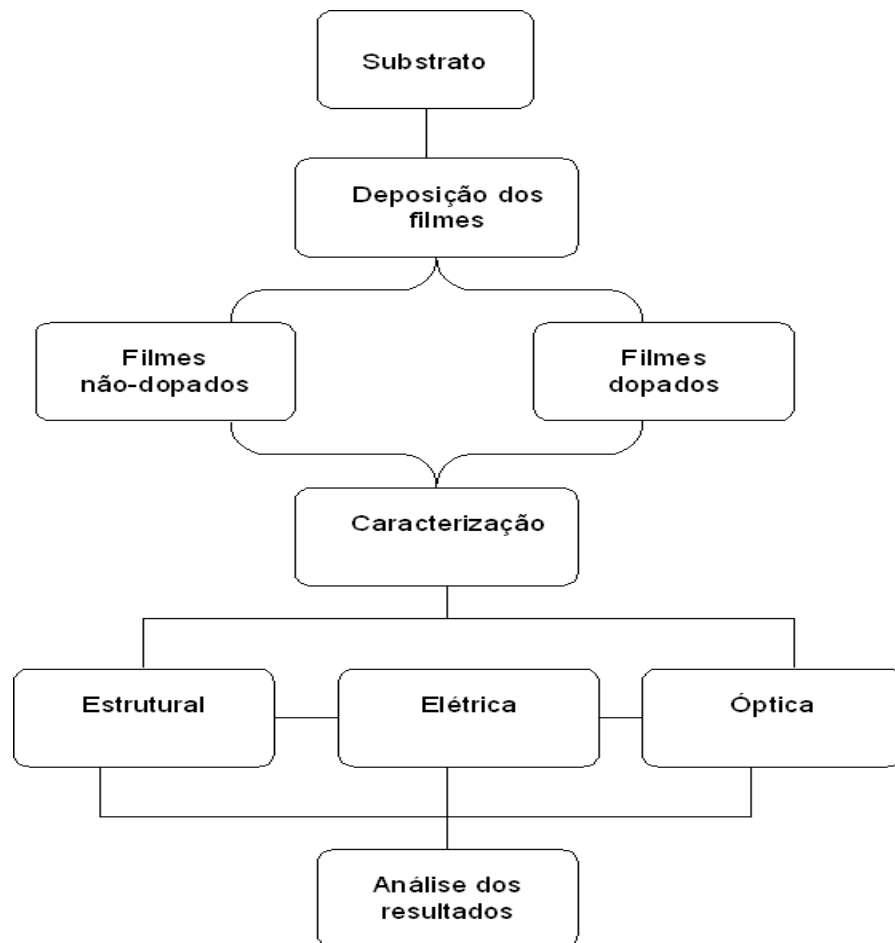 Substrato
Deposição dos
filmes
Filmes
não-dopados
Filmes
dopados
Caracterização
Estrutural
Elétrica
Óptica
Análise dos
resultados